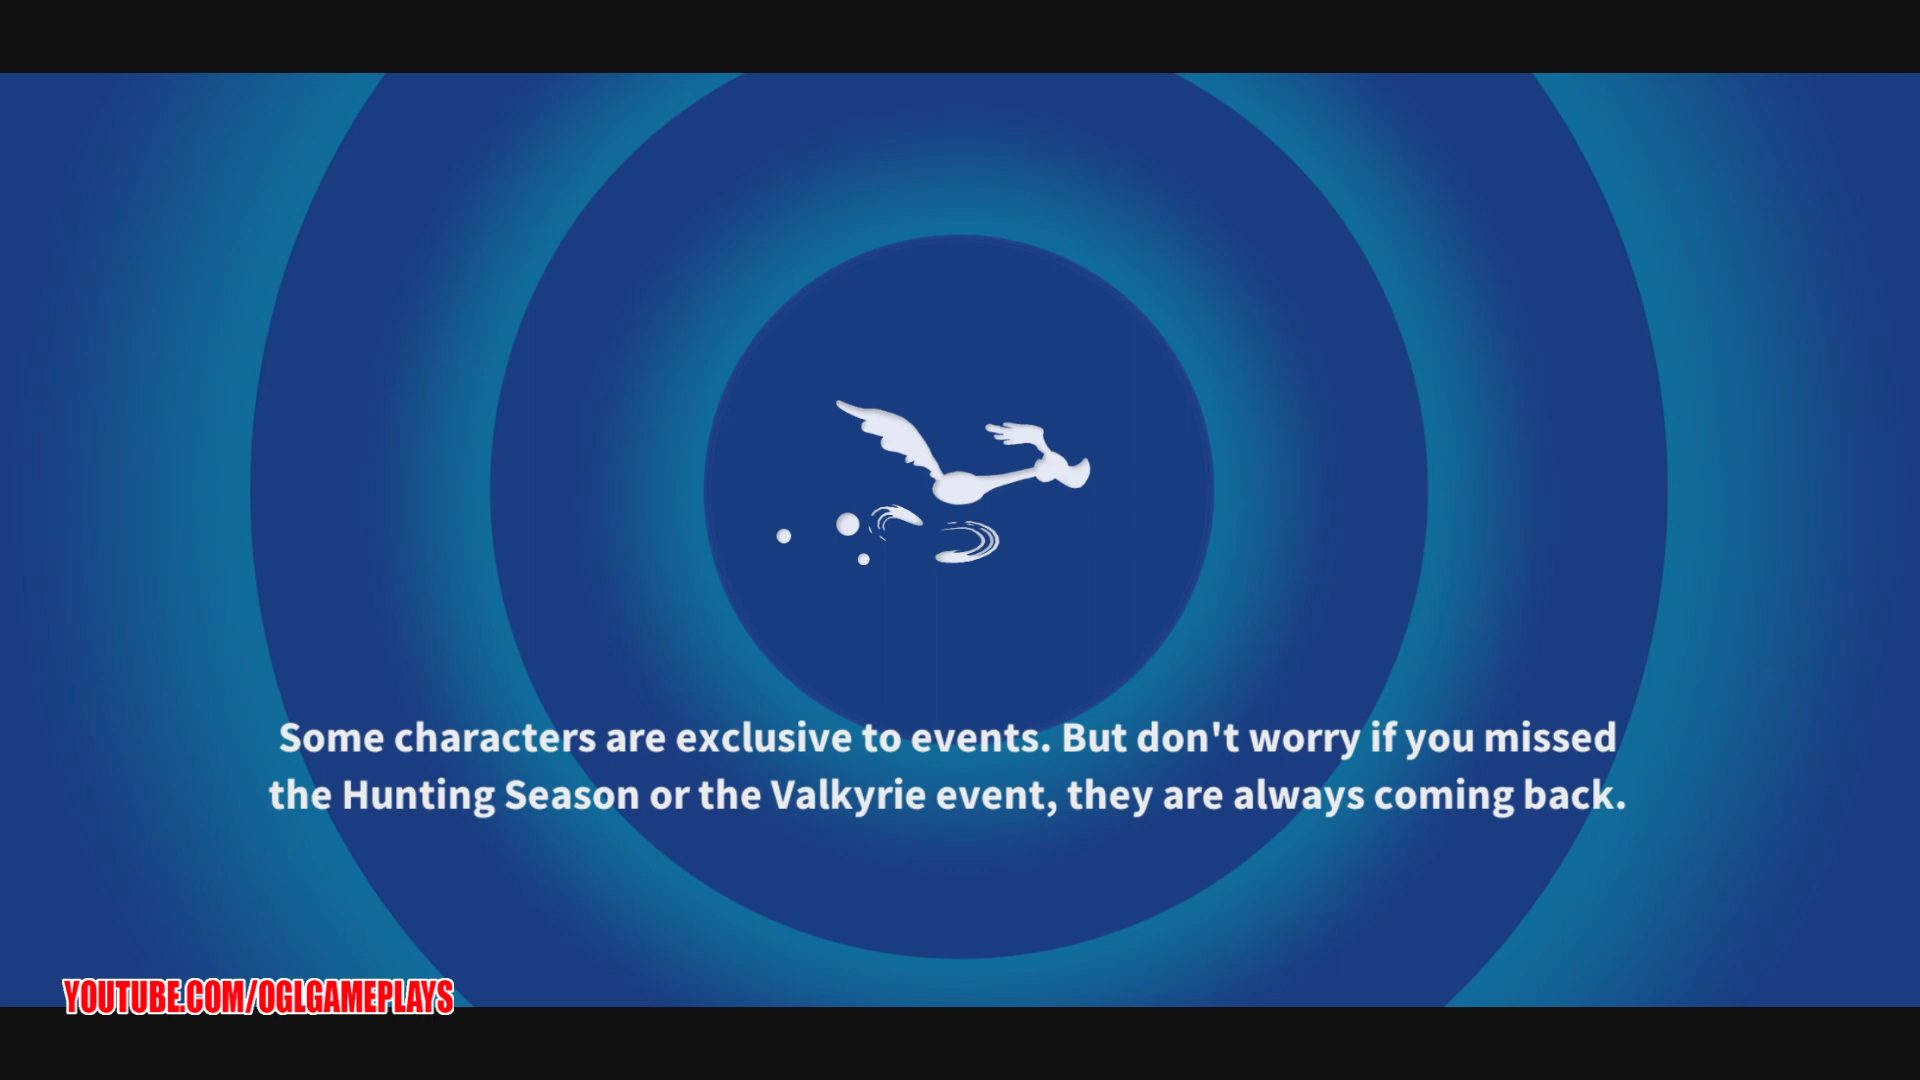 Some characters are exclusive to events. But don't worry if you missed
the Hunting Season or the Valkyrie event, they are always coming back.
YOUTUBE.COM/OGLGAMEPLAYS